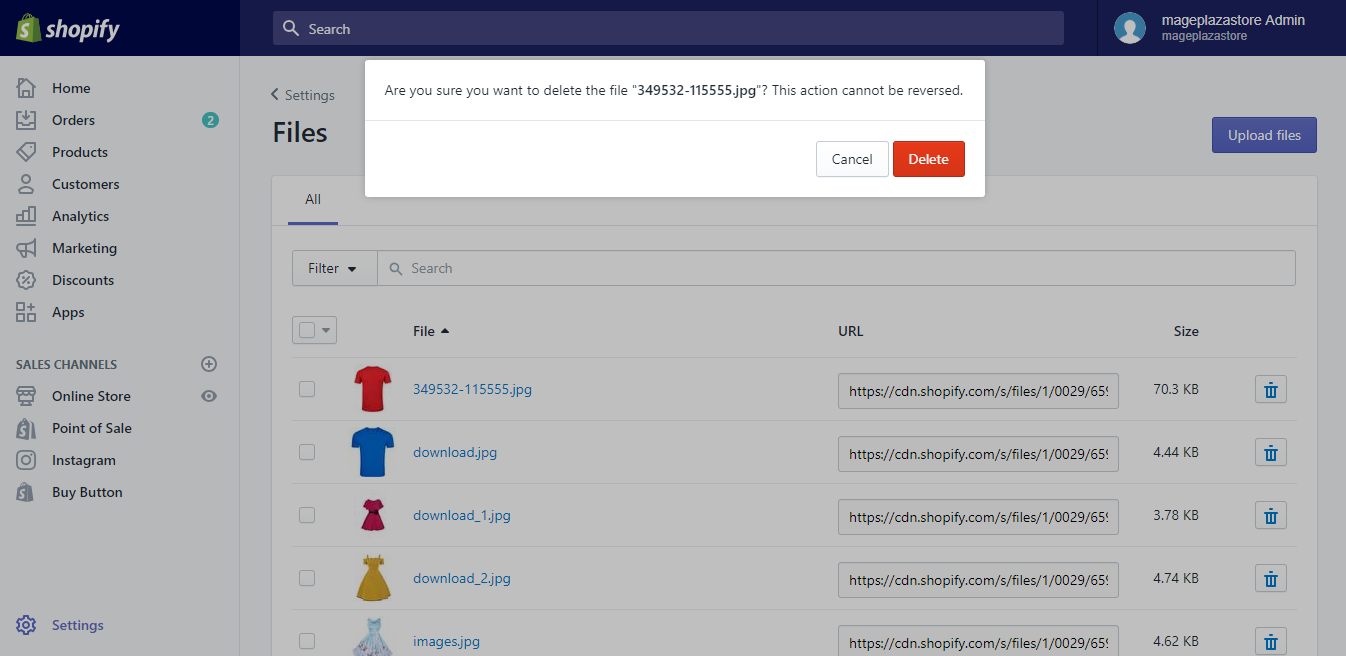 shopify
Search
mageplazastore Admin
mageplazastore
Home
Orders
2
Products
Customers
Analytics
Marketing
Discounts
Apps
SALES CHANNELS
Online Store
Point of Sale
Instagram
Buy Button
Settings
Are you sure you want to delete the file "349532-115555.jpg"? This action cannot be reversed.
Cancel Delete
Settings
Files
Upload files
All
Filter Search
File URL Size
349532-115555.jpg https://cdn.shopify.com/s/files/1/0029/659 70.3 KB
download.jpg https://cdn.shopify.com/s/files/1/0029/659 4.44 KB
download_1.jpg https://cdn.shopify.com/s/files/1/0029/659 3.78 KB
download_2.jpg https://cdn.shopify.com/s/files/1/0029/659 4.74 KB
images.jpg https://cdn.shopify.com/s/files/1/0029/659 4.62 KB